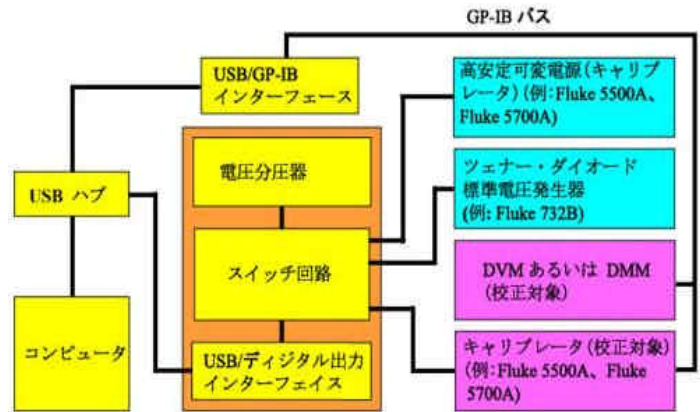 GP-IB バス
USB/GP-IB
インターフェース
高安定可変電源(キャリブ
レータ)(例:Fluke 5500A、
Fluke 5700A)
電圧分圧器
ツェナー・ダイオード
標準電圧発生器
(例: Fluke 732B)
USB ハブ
スイッチ回路
DVM あるいは DMM
(校正対象)
コンピュータ
USB/ディジタル出力
インターフェイス
キャリブレータ(校正対象)
(例:Fluke 5500A、Fluke
5700A)